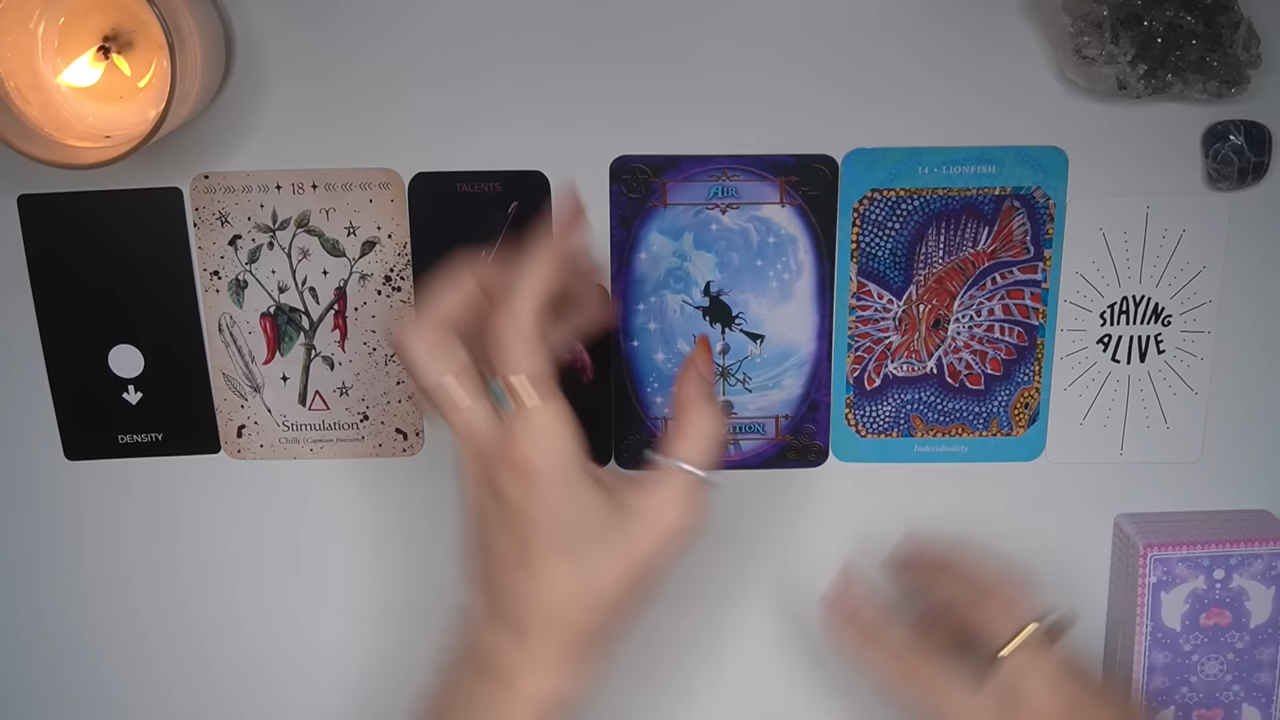 DENSITY
18
Stimulation
Chilli (Capsicum frutescens)
TALENTS
AIR
14 • LIONFISH
Individuality
STAYING
ALIVE